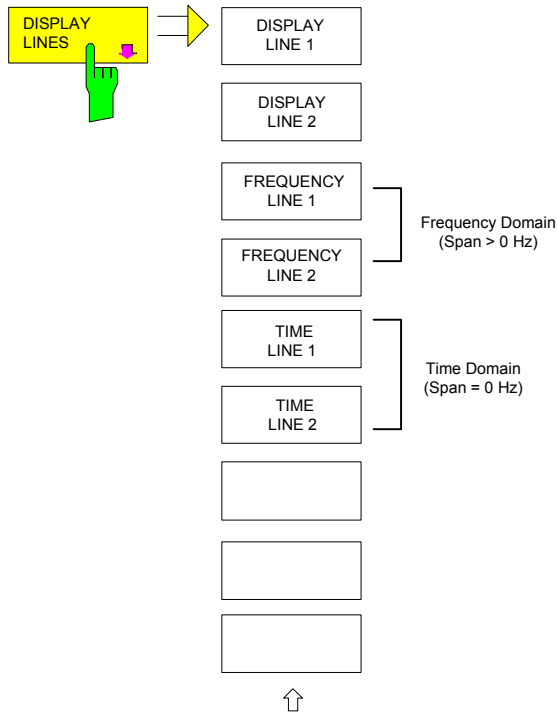 DISPLAY
LINES
DISPLAY
LINE 1
DISPLAY
LINE 2
FREQUENCY
LINE 1
FREQUENCY
LINE 2
Frequency Domain
(Span > 0 Hz)
TIME
LINE 1
TIME
LINE 2
Time Domain
(Span = 0 Hz)